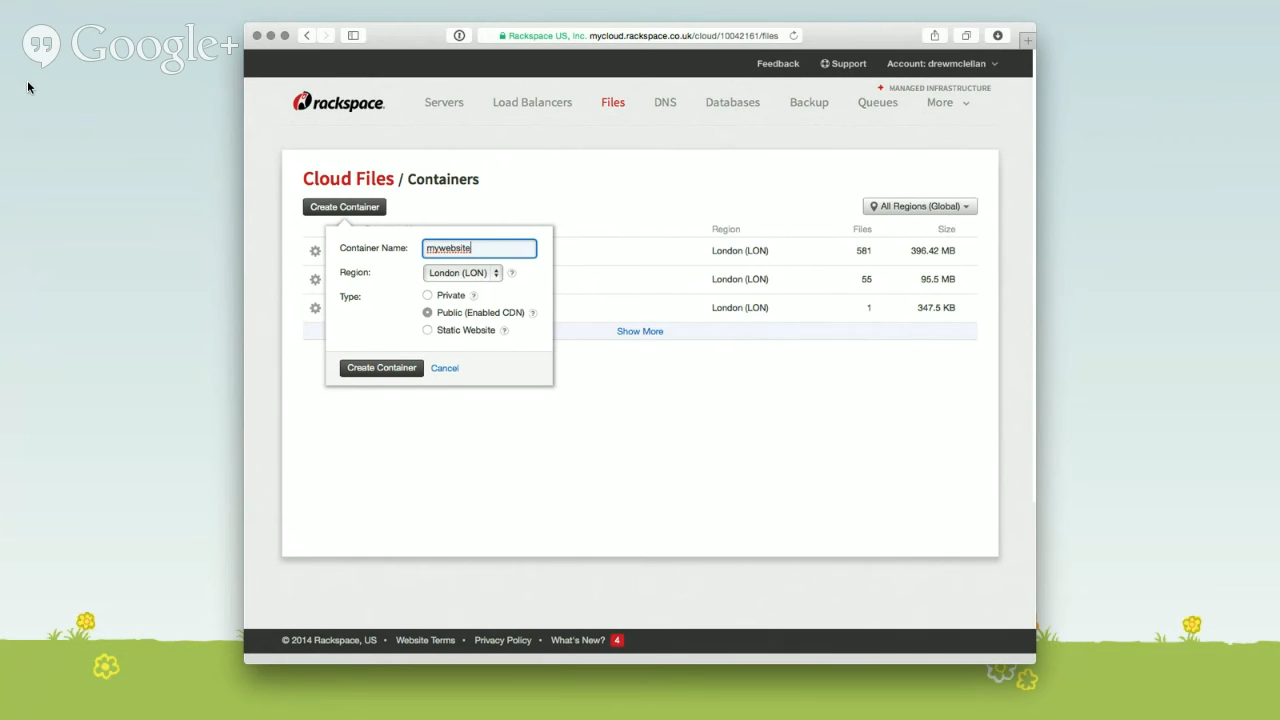 Google+
Rackspace US, Inc. mycloud.rackspace.co.uk/cloud/10042161/files
Feedback Support Account: drewmclellan
MANAGED INFRASTRUCTURE
rackspace. Servers Load Balancers Files DNS Databases Backup Queues More
Cloud Files / Containers
Create Container All Regions (Global)
Region Files Size
Container Name: mywebsite London (LON) 581 396.42 MB
Region: London (LON) ? London (LON) 55 95.5 MB
Type: Private ?
Public (Enabled CDN) ? London (LON) 1 347.5 KB
Static Website ? Show More
Create Container Cancel
© 2014 Rackspace, US • Website Terms • Privacy Policy • What's New? 4